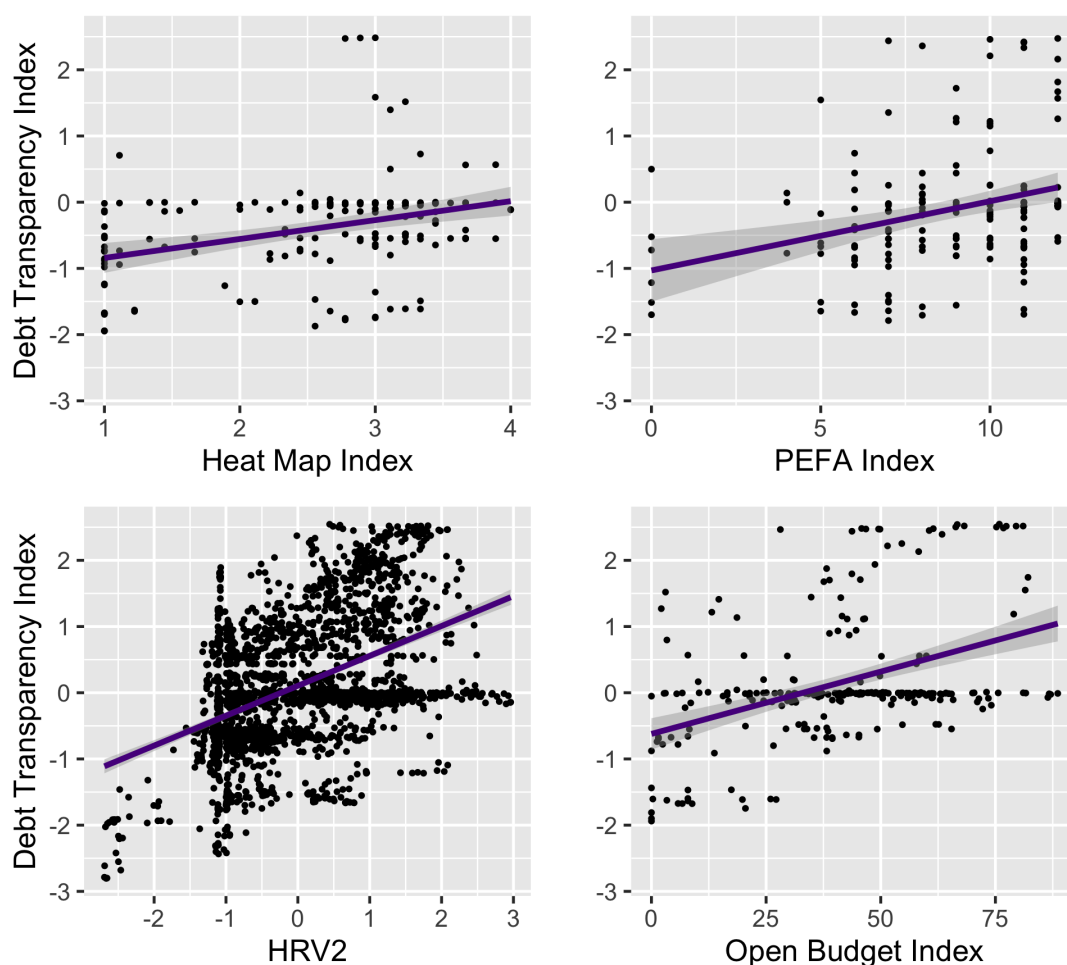 Debt Transparency Index
2
1
0
-1
-2
-3
1 2 3 4
Heat Map Index
2
1
0
-1
-2
-3
0 5 10
PEFA Index
Debt Transparency Index
2
1
0
-1
-2
-3
-2 -1 0 1 2 3
HRV2
2
1
0
-1
-2
-3
0 25 50 75
Open Budget Index